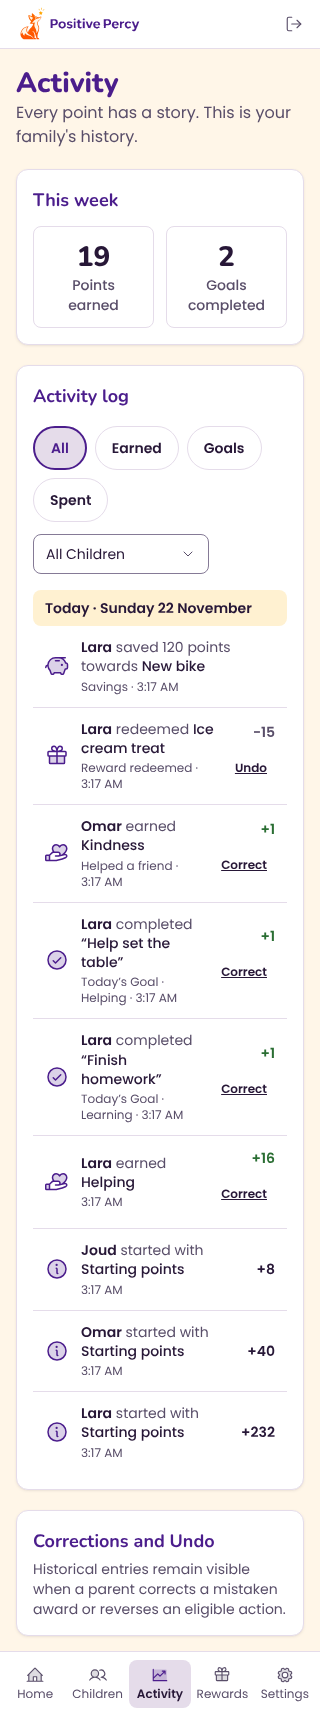 Positive Percy
Activity
Every point has a story. This is your
family's history.
This week
19
Points
earned
2
Goals
completed
Activity log
All
Earned
Goals
Spent
All Children
Today · Sunday 22 November
Lara saved 120 points
towards New bike
Savings · 3:17 AM
Lara redeemed Ice
cream treat
Reward redeemed ·
3:17 AM
-15
Undo
Omar earned
Kindness
Helped a friend ·
3:17 AM
+1
Correct
Lara completed
“Help set the
table”
Today’s Goal ·
Helping · 3:17 AM
+1
Correct
Lara completed
“Finish
homework”
Today’s Goal ·
Learning · 3:17 AM
+1
Correct
Lara earned
Helping
3:17 AM
+16
Correct
Joud started with
Starting points
3:17 AM
+8
Omar started with
Starting points
3:17 AM
+40
Lara started with
Starting points
3:17 AM
+232
Corrections and Undo
Historical entries remain visible
when a parent corrects a mistaken
award or reverses an eligible action.
Home
Children
Activity
Rewards
Settings